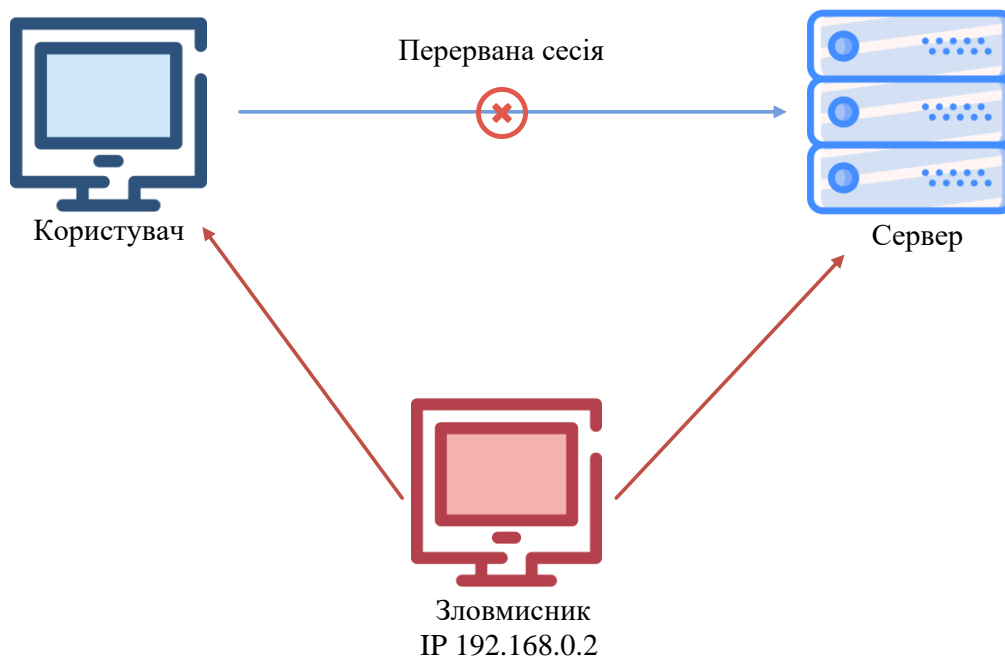 Перервана сесія
Користувач
Сервер
Зловмисник
IP 192.168.0.2